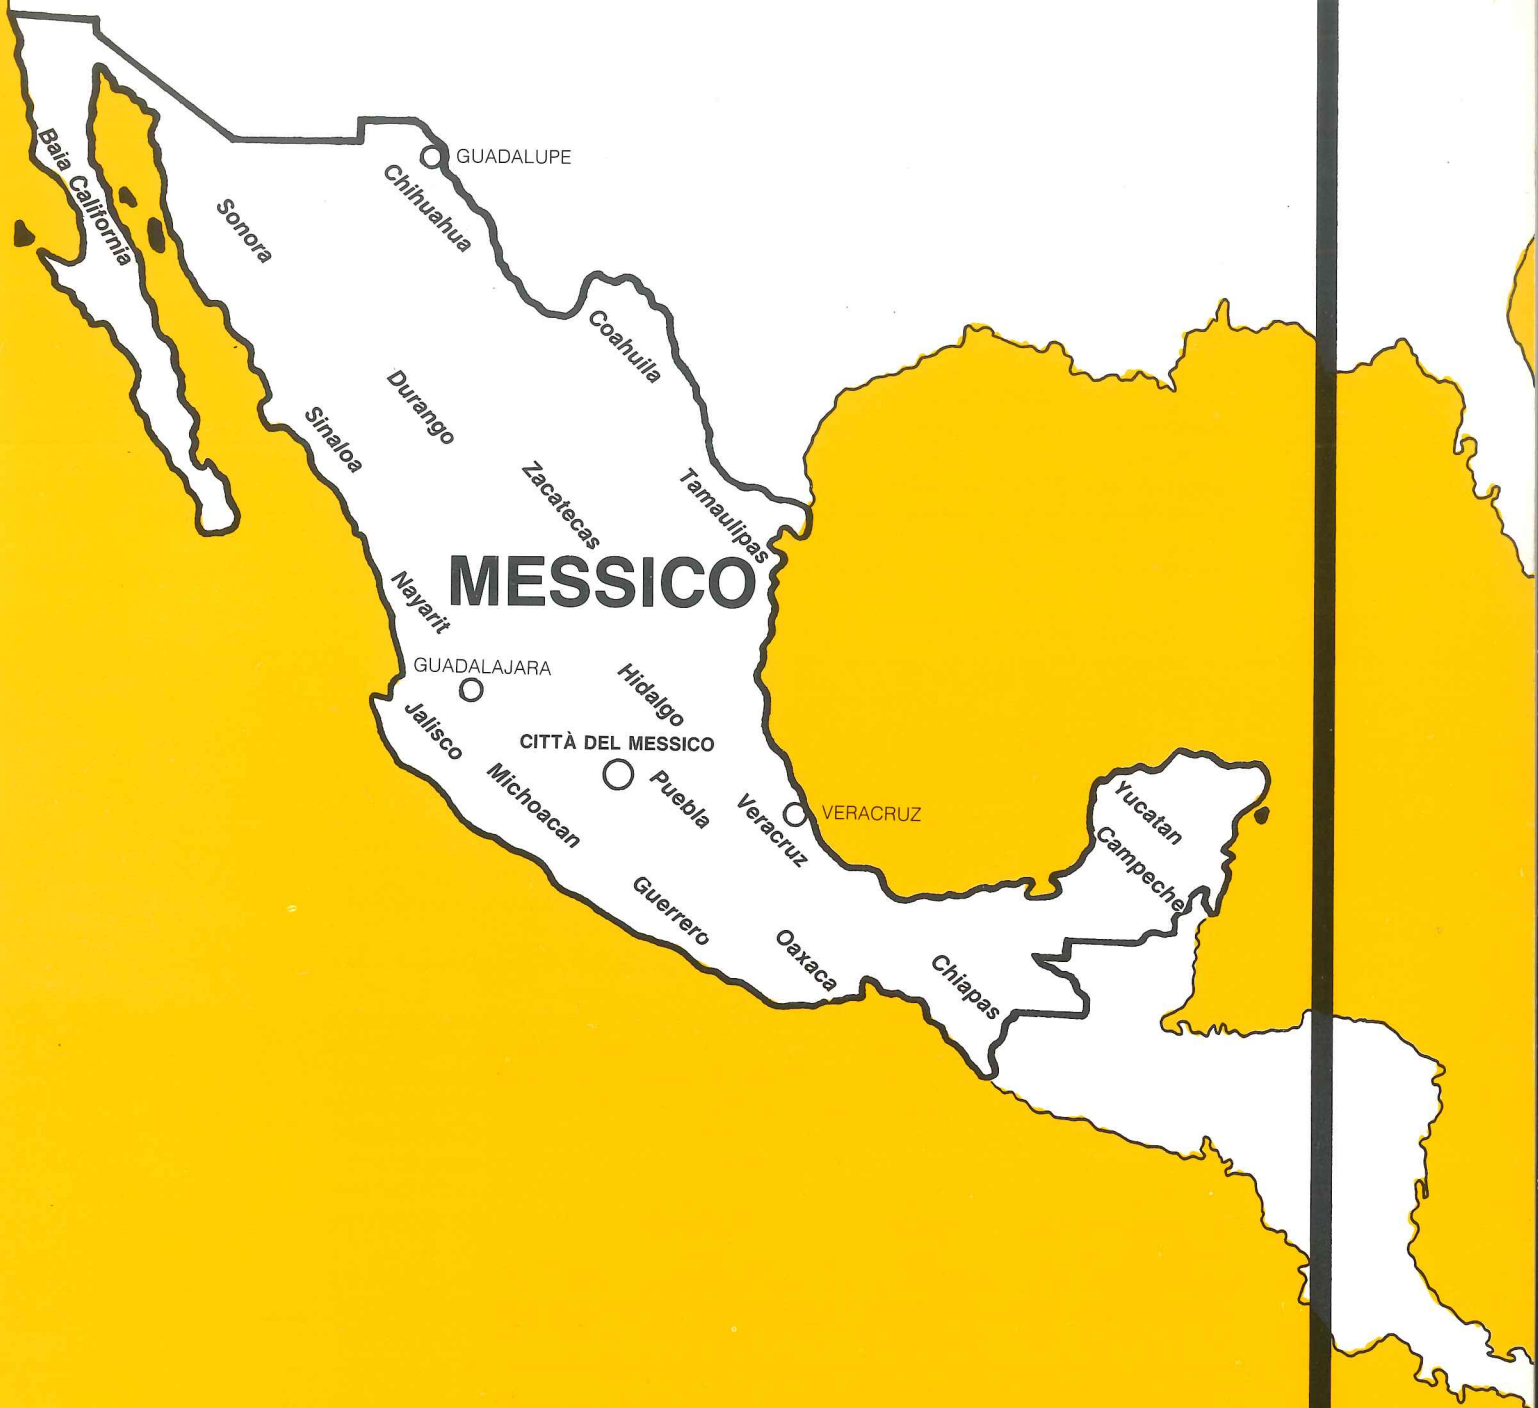 GUADALUPE
Baia California
Chihuahua
Sonora
Coahuila
Durango
Sinaloa
Zacatecas
Tamaulipas
MESSICO
Nayarit
GUADALAJARA
Hidalgo
Jalisco
CITTÀ DEL MESSICO
Michoacan
Puebla
Veracruz
VERACRUZ
Yucatan
Campeche
Guerrero
Oaxaca
Chiapas